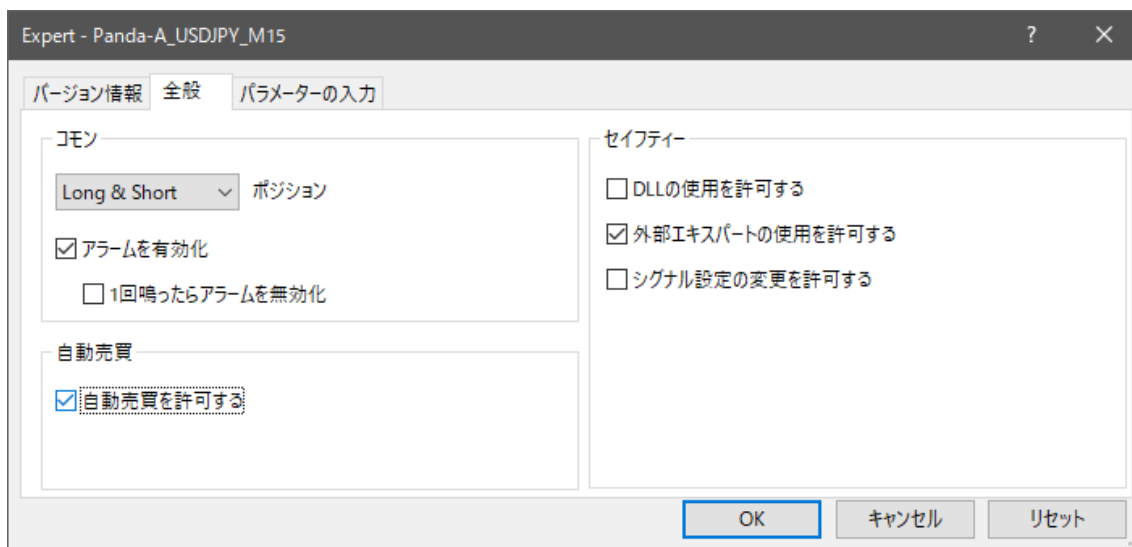 Expert - Panda-A_USDJPY_M15
バージョン情報 全般 パラメーターの入力
コモン
Long & Short ポジション
アラームを有効化
1回鳴ったらアラームを無効化
自動売買
自動売買を許可する
セイフティー
DLLの使用を許可する
外部エキスパートの使用を許可する
シグナル設定の変更を許可する
OK キャンセル リセット